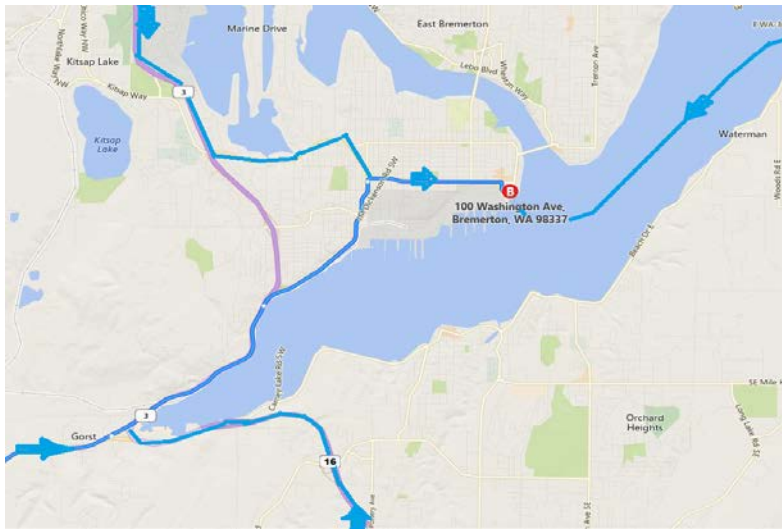 Marine Drive
East Bremerton
Kitsap Lake
Kitsap Way
3
Lebo Blvd
Wheaton Way
Trenton Ave
Waterman
Woods Rd E
Kitsap
Lake
B
100 Washington Ave,
Bremerton, WA 98337
Beach Dr E
3
Gorst
16
SE Mile
Orchard
Heights
Long Lake Rd SE
Ave SE